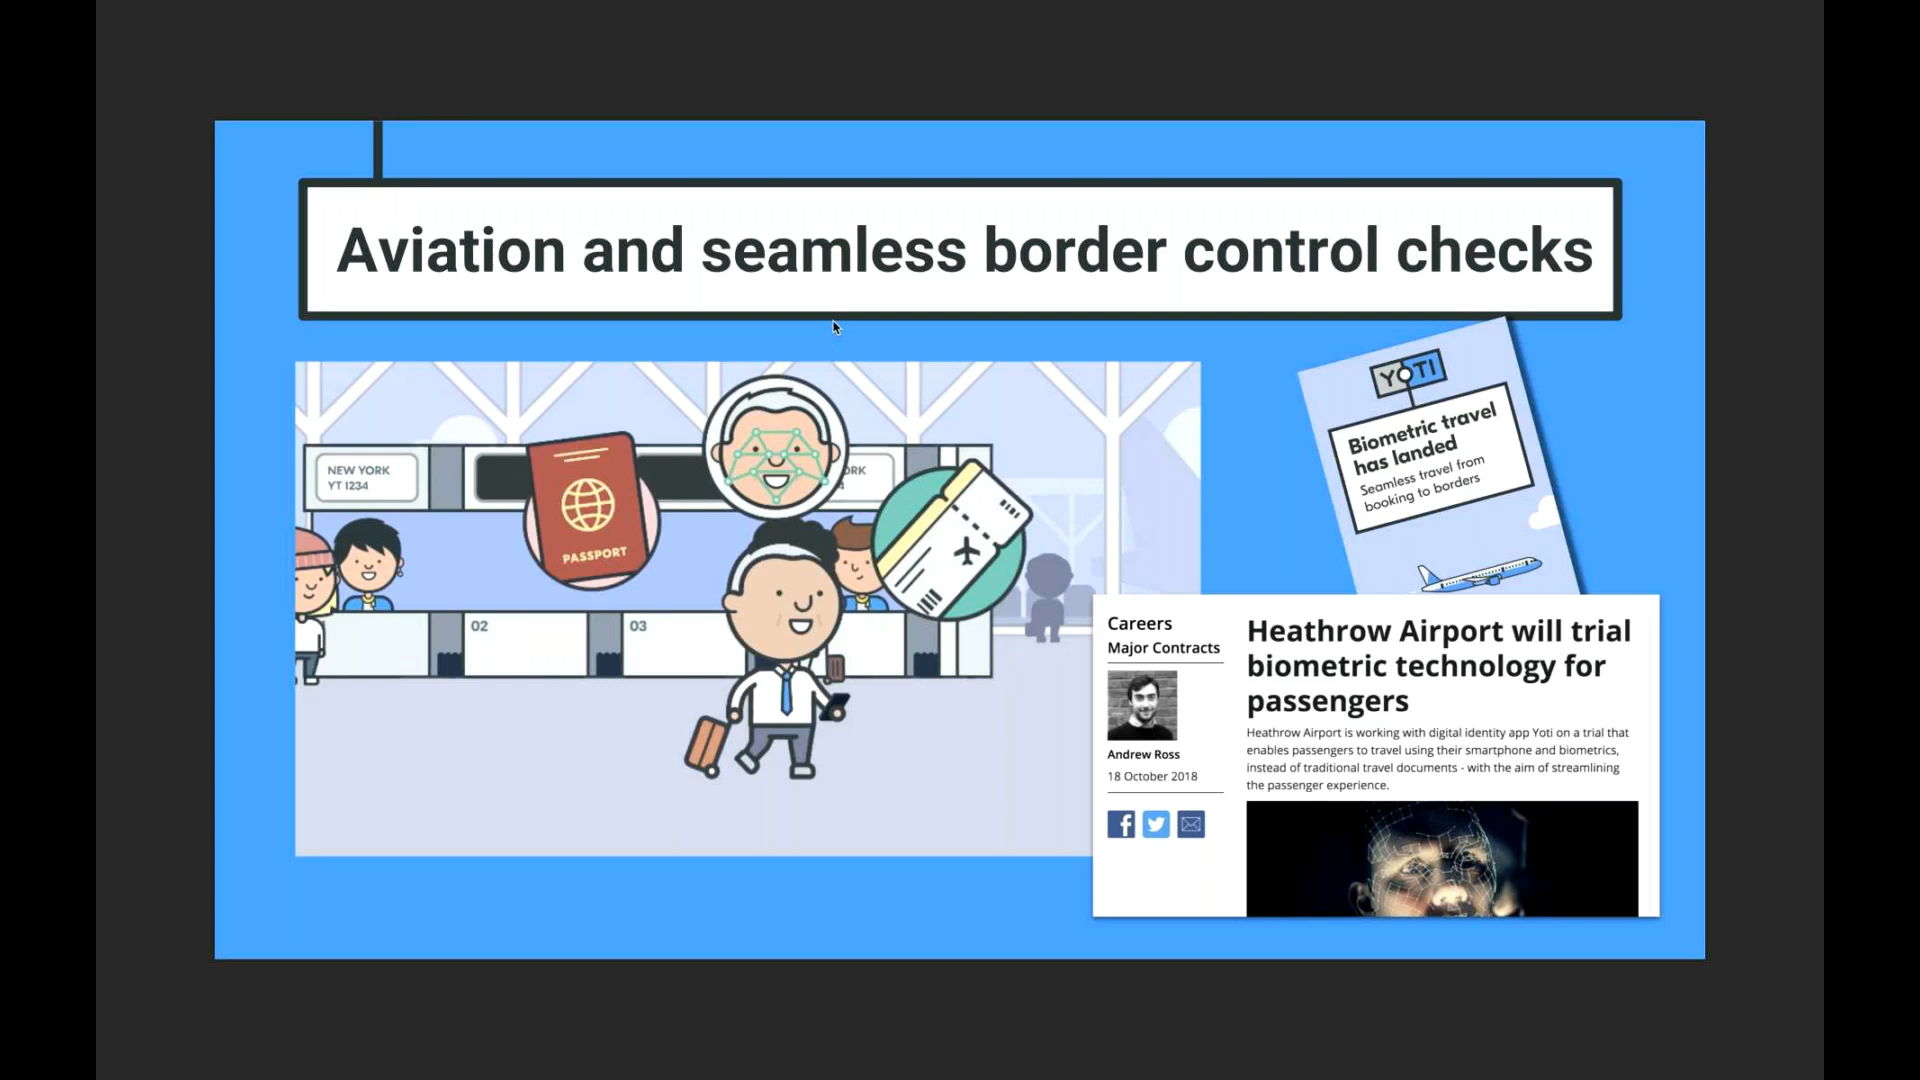 Aviation and seamless border control checks
NEW YORK
YT 1234
PASSPORT
02
03
YOTI
Biometric travel
has landed
Seamless travel from
booking to borders
Careers
Major Contracts
Andrew Ross
18 October 2018
Heathrow Airport will trial
biometric technology for
passengers
Heathrow Airport is working with digital identity app Yoti on a trial that
enables passengers to travel using their smartphone and biometrics,
instead of traditional travel documents - with the aim of streamlining
the passenger experience.